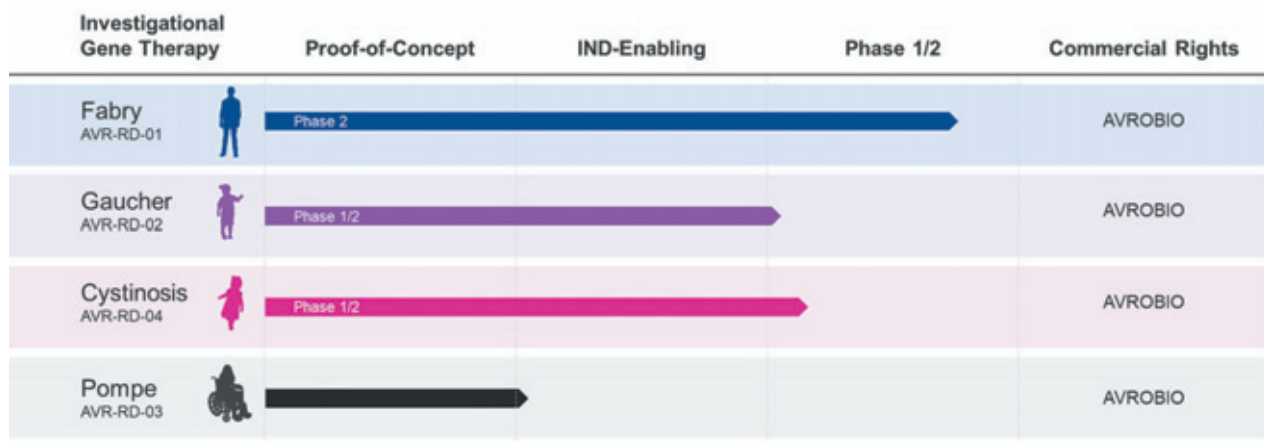 Investigational
Gene Therapy
Proof-of-Concept
IND-Enabling
Phase 1/2
Commercial Rights
Fabry
AVR-RD-01
Phase 2
AVROBIO
Gaucher
AVR-RD-02
Phase 1/2
AVROBIO
Cystinosis
AVR-RD-04
Phase 1/2
AVROBIO
Pompe
AVR-RD-03
AVROBIO